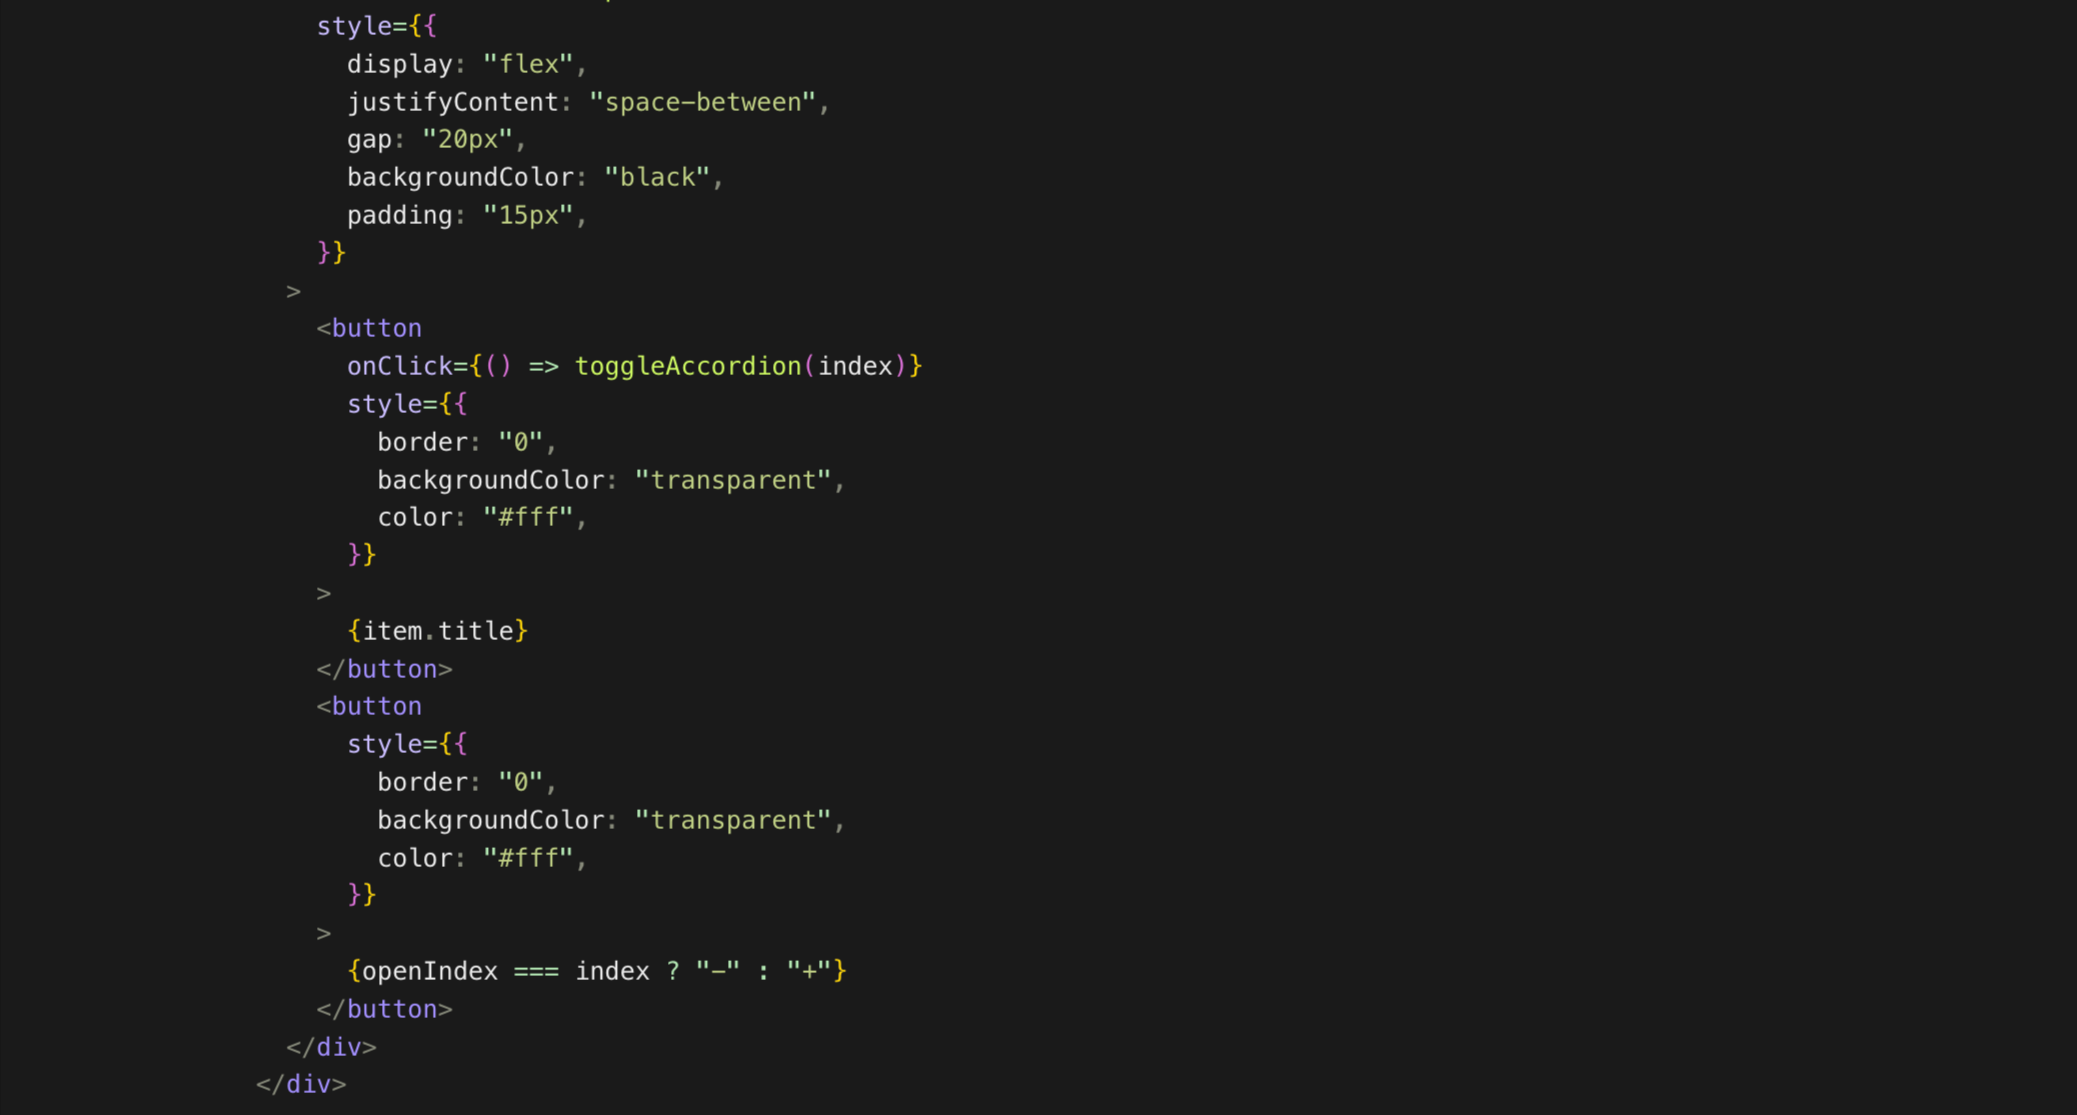 style={{
display: "flex",
justifyContent: "space-between",
gap: "20px",
backgroundColor: "black",
padding: "15px",
}}
>
<button
onClick={() => toggleAccordion(index)}
style={{
border: "0",
backgroundColor: "transparent",
color: "#fff",
}}
>
{item.title}
</button>
<button
style={{
border: "0",
backgroundColor: "transparent",
color: "#fff",
}}
>
{openIndex === index ? "-" : "+"}
</button>
</div>
</div>